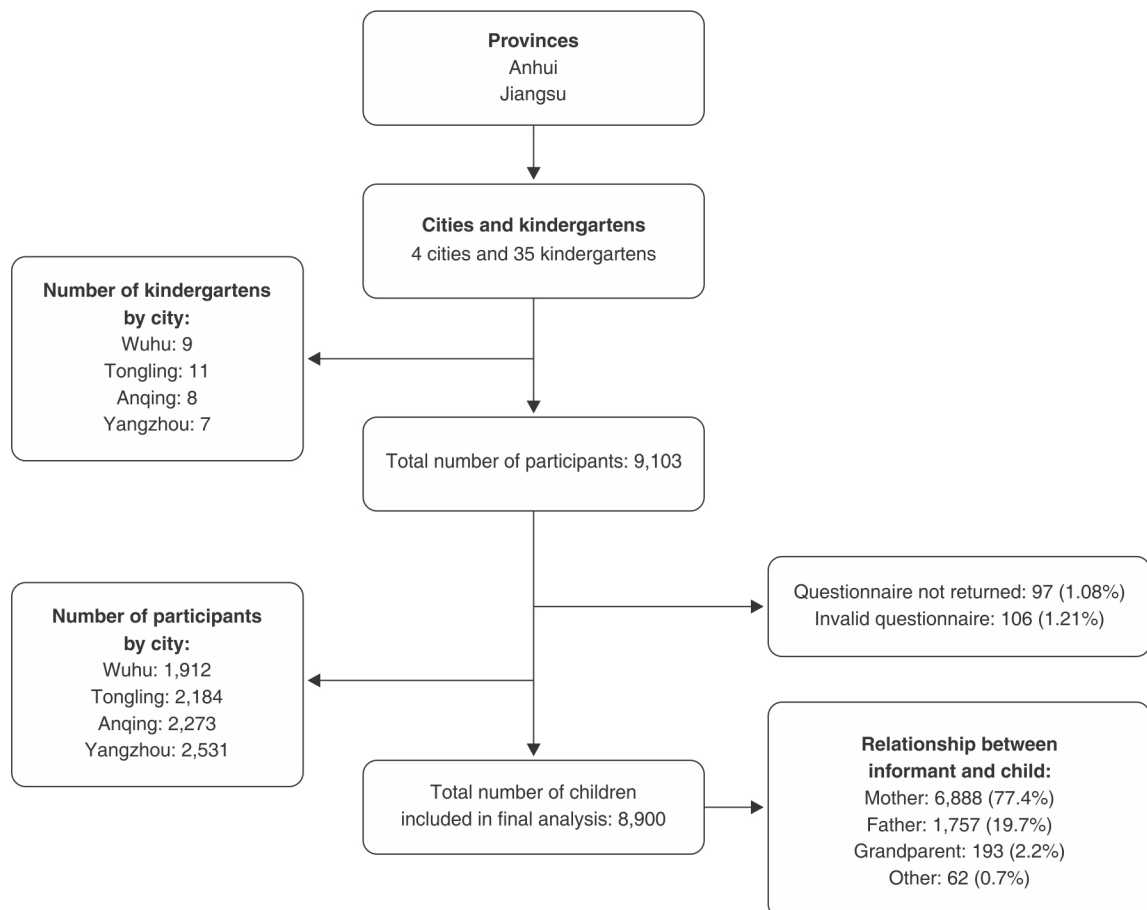 Provinces
Anhui
Jiangsu
Cities and kindergartens
4 cities and 35 kindergartens
Number of kindergartens
by city:
Wuhu: 9
Tongling: 11
Anqing: 8
Yangzhou: 7
Total number of participants: 9,103
Questionnaire not returned: 97 (1.08%)
Invalid questionnaire: 106 (1.21%)
Number of participants
by city:
Wuhu: 1,912
Tongling: 2,184
Anqing: 2,273
Yangzhou: 2,531
Total number of children
included in final analysis: 8,900
Relationship between
informant and child:
Mother: 6,888 (77.4%)
Father: 1,757 (19.7%)
Grandparent: 193 (2.2%)
Other: 62 (0.7%)